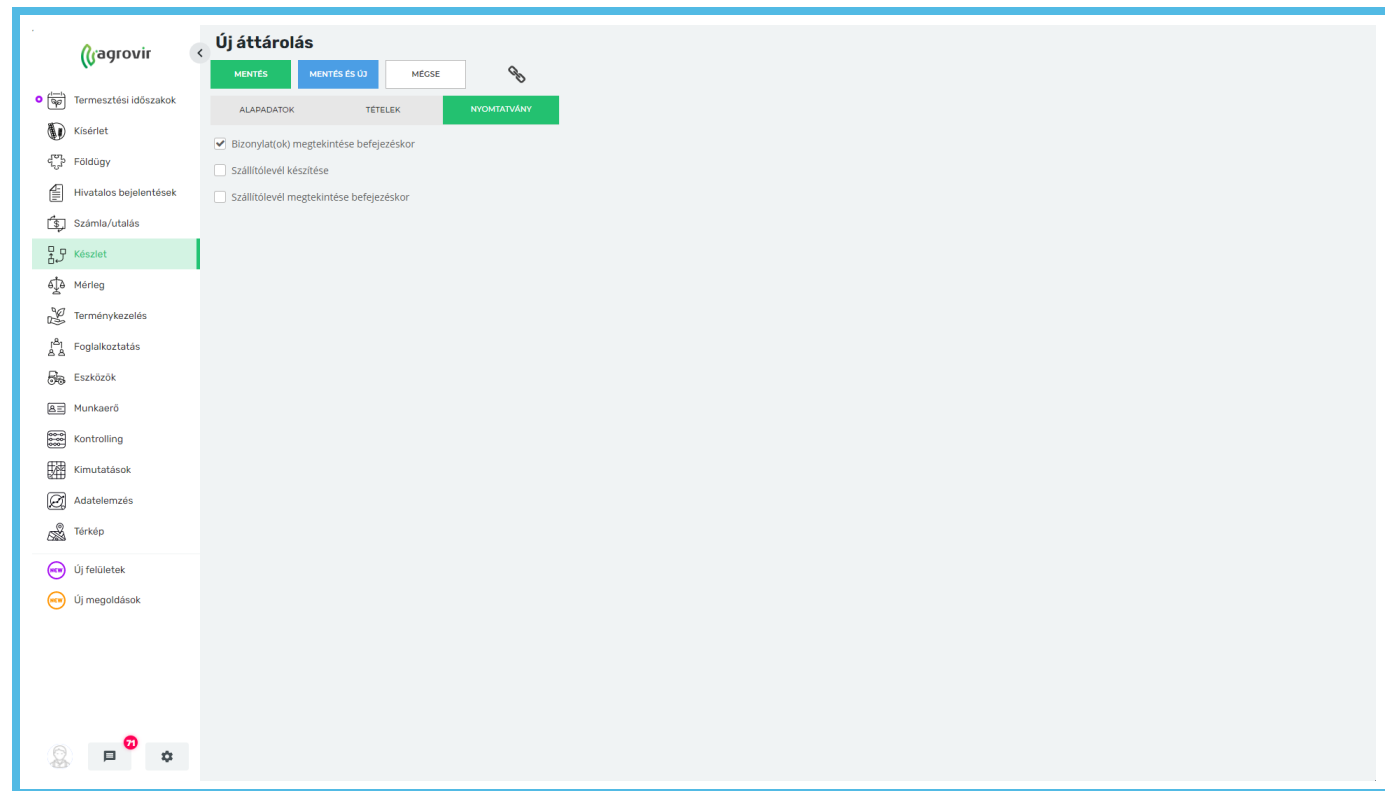 agrovir
Új áttárolás
MENTÉS
MENTÉS ÉS ÚJ
MÉGSE
ALAPADATOK
TÉTELEK
NYOMTATVÁNY
Bizonylat(ok) megtekintése befejezéskor
Szállítólevél készítése
Szállítólevél megtekintése befejezéskor
Termesztési időszakok
Kísérlet
Földügy
Hivatalos bejelentések
Számla/utalás
Készlet
Mérleg
Terménykezelés
Foglalkoztatás
Eszközök
Munkaerő
Kontrolling
Kimutatások
Adatelemzés
Térkép
NEW Új felületek
NEW Új megoldások
71